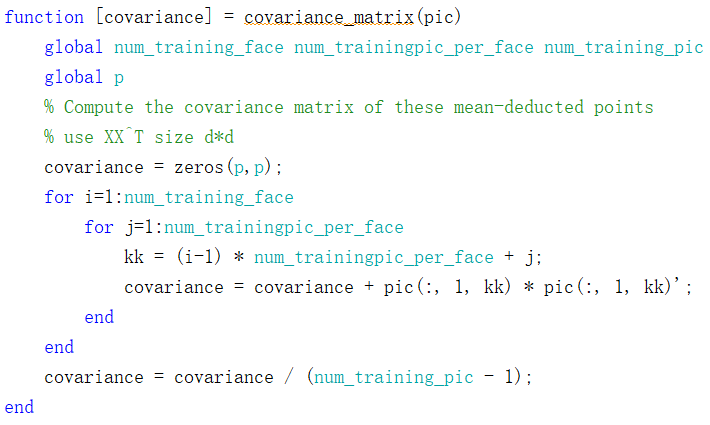 function [covariance] = covariance_matrix(pic)
global num_training_face num_trainingpic_per_face num_training_pic
global p
% Compute the covariance matrix of these mean-deducted points
% use XX^T size d*d
covariance = zeros(p,p);
for i=1:num_training_face
for j=1:num_trainingpic_per_face
kk = (i-1) * num_trainingpic_per_face + j;
covariance = covariance + pic(:, 1, kk) * pic(:, 1, kk)';
end
end
covariance = covariance / (num_training_pic - 1);
end